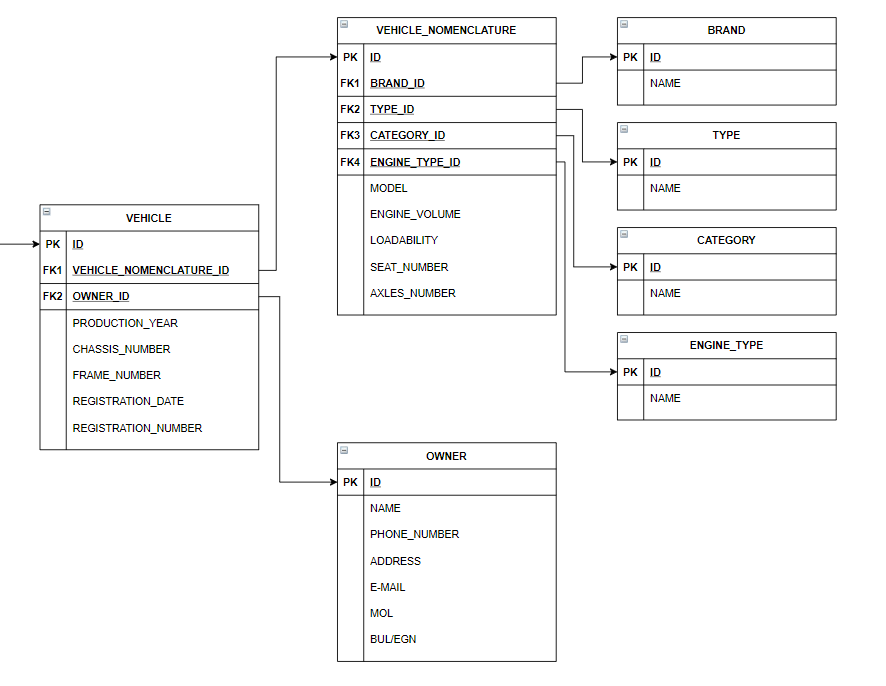 VEHICLE_NOMENCLATURE
PK ID
FK1 BRAND_ID
FK2 TYPE_ID
FK3 CATEGORY_ID
FK4 ENGINE_TYPE_ID
MODEL
ENGINE_VOLUME
LOADABILITY
SEAT_NUMBER
AXLES_NUMBER
BRAND
PK ID
NAME
TYPE
PK ID
NAME
CATEGORY
PK ID
NAME
ENGINE_TYPE
PK ID
NAME
VEHICLE
PK ID
FK1 VEHICLE_NOMENCLATURE_ID
FK2 OWNER_ID
PRODUCTION_YEAR
CHASSIS_NUMBER
FRAME_NUMBER
REGISTRATION_DATE
REGISTRATION_NUMBER
OWNER
PK ID
NAME
PHONE_NUMBER
ADDRESS
E-MAIL
MOL
BUL/EGN